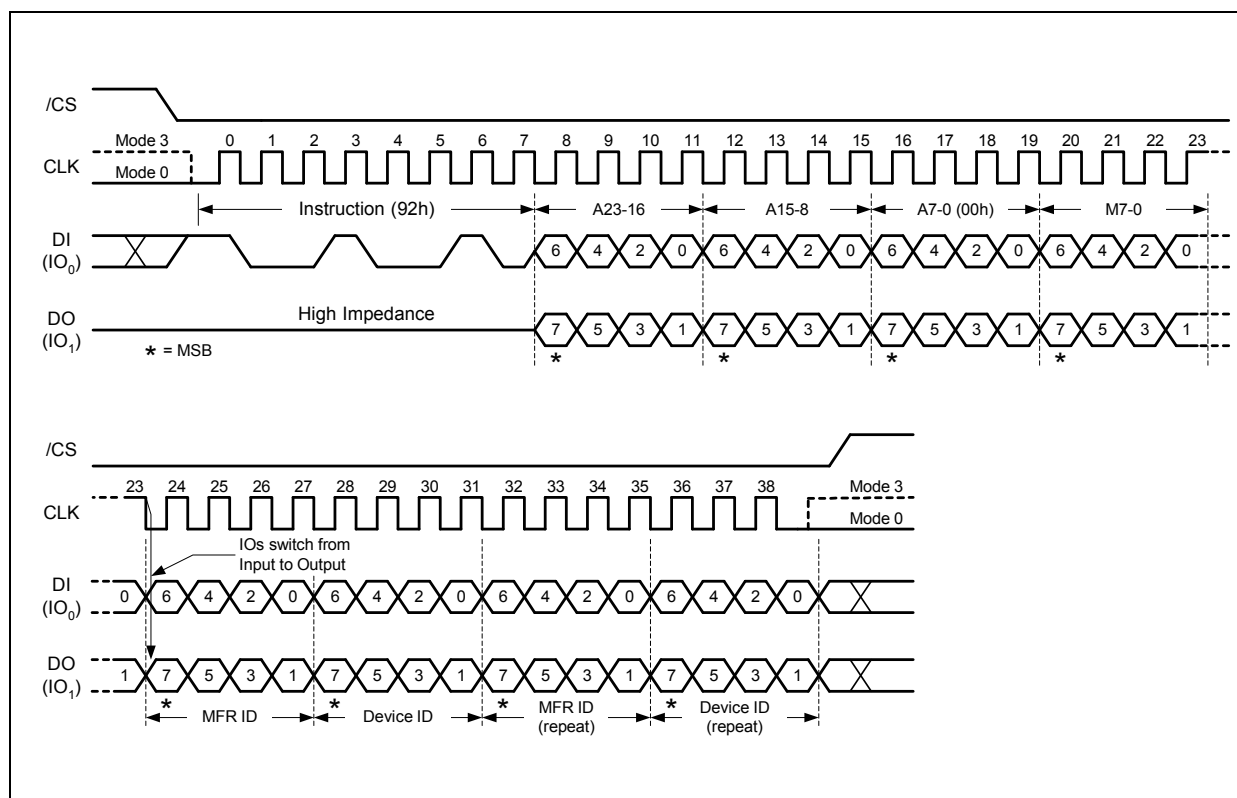 /CS
Mode 3 0 1 2 3 4 5 6 7 8 9 10 11 12 13 14 15 16 17 18 19 20 21 22 23
CLK
Mode 0
Instruction (92h) A23-16 A15-8 A7-0 (00h) M7-0
DI
(IO0)
6 4 2 0 6 4 2 0 6 4 2 0 6 4 2 0
High Impedance
DO
(IO1)
7 5 3 1 7 5 3 1 7 5 3 1 7 5 3 1
* = MSB
* * * *
/CS
23 24 25 26 27 28 29 30 31 32 33 34 35 36 37 38 Mode 3
CLK
Mode 0
IOs switch from
Input to Output
DI
(IO0)
0 6 4 2 0 6 4 2 0 6 4 2 0 6 4 2 0
DO
(IO1)
1 7 5 3 1 7 5 3 1 7 5 3 1 7 5 3 1
* * * *
MFR ID Device ID MFR ID
(repeat)
Device ID
(repeat)